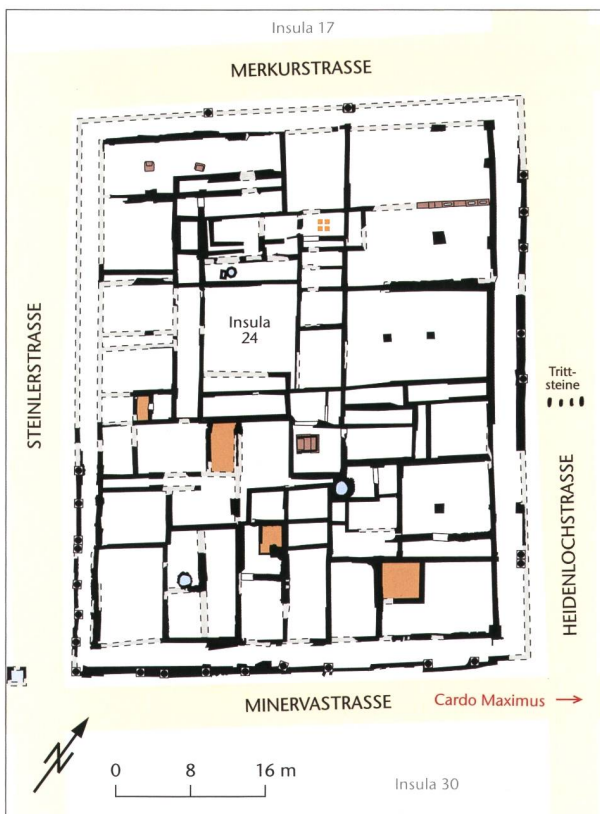 Insula 17
MERKURSTRASSE
STEINLERSTRASSE
Insula
24
Tritt-
steine
HEIDENLOCHSTRASSE
MINERVASTRASSE
Cardo Maximus →
N
0 8 16 m
Insula 30